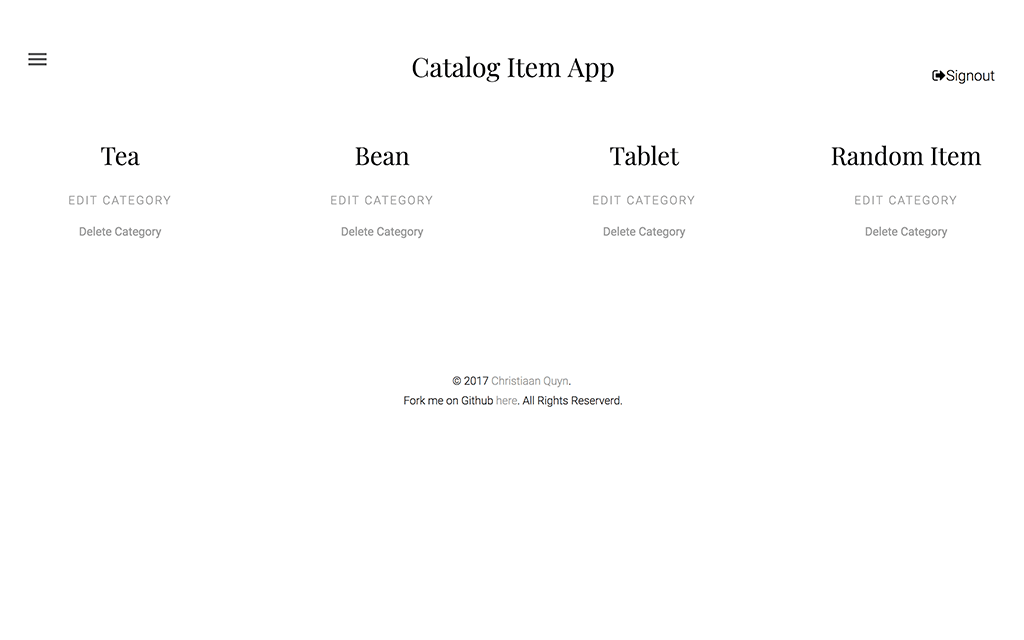 Catalog Item App
Signout
Tea Bean Tablet Random Item
EDIT CATEGORY EDIT CATEGORY EDIT CATEGORY EDIT CATEGORY
Delete Category Delete Category Delete Category Delete Category
© 2017 Christiaan Quyn.
Fork me on Github here. All Rights Reserverd.